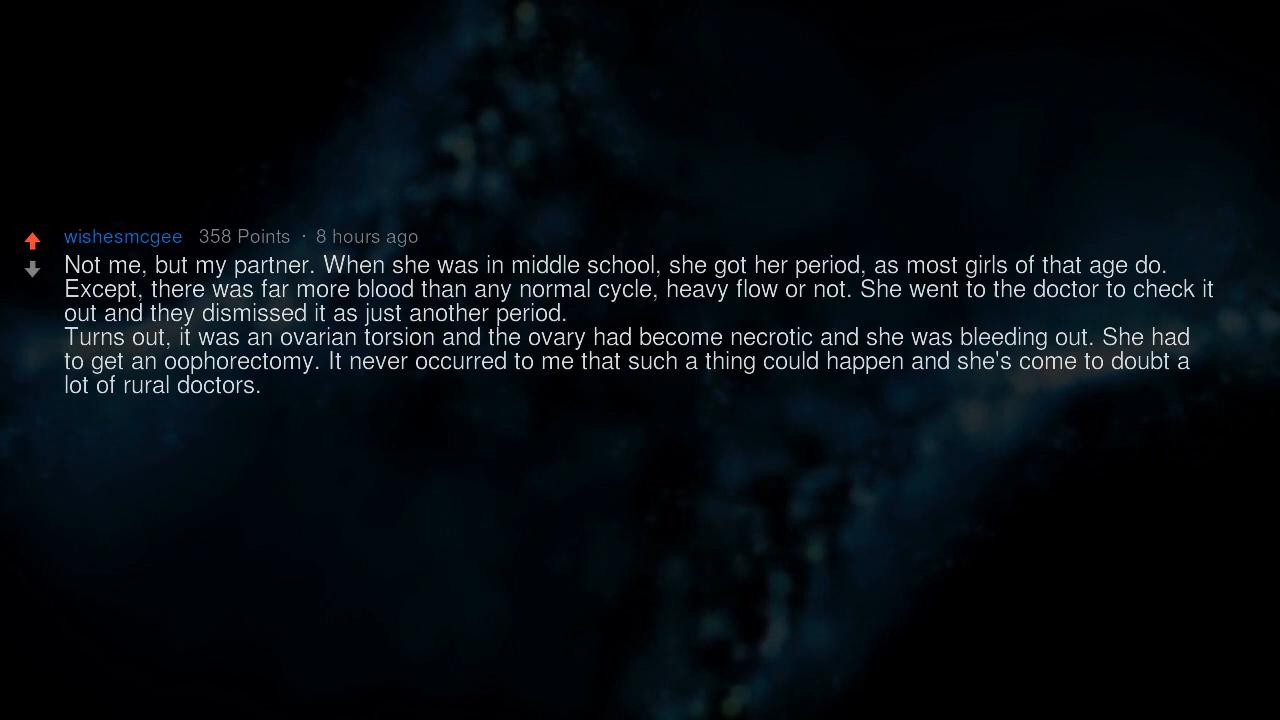 wishesmcgee 358 Points · 8 hours ago
Not me, but my partner. When she was in middle school, she got her period, as most girls of that age do.
Except, there was far more blood than any normal cycle, heavy flow or not. She went to the doctor to check it
out and they dismissed it as just another period.
Turns out, it was an ovarian torsion and the ovary had become necrotic and she was bleeding out. She had
to get an oophorectomy. It never occurred to me that such a thing could happen and she's come to doubt a
lot of rural doctors.